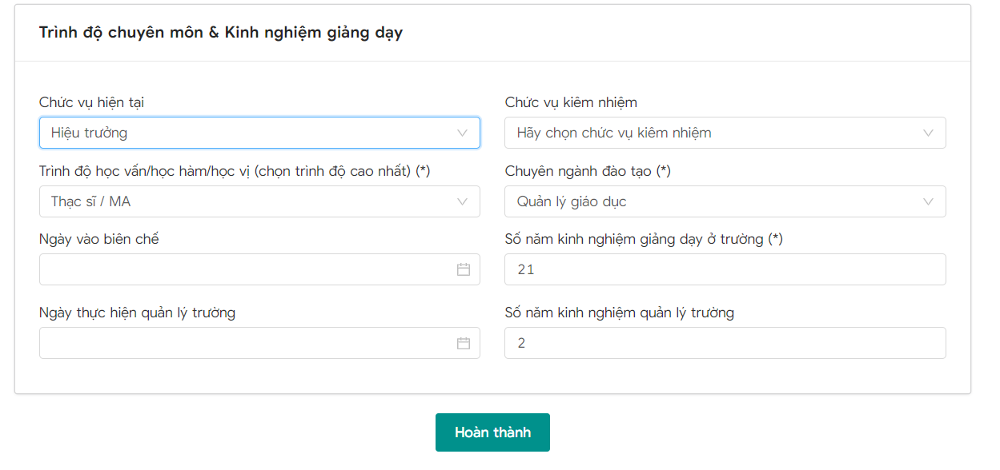 Trình độ chuyên môn & Kinh nghiệm giảng dạy
Chức vụ hiện tại
Hiệu trưởng
Chức vụ kiêm nhiệm
Hãy chọn chức vụ kiêm nhiệm
Trình độ học vấn/học hàm/học vị (chọn trình độ cao nhất) (*)
Thạc sĩ / MA
Chuyên ngành đào tạo (*)
Quản lý giáo dục
Ngày vào biên chế
Số năm kinh nghiệm giảng dạy ở trường (*)
21
Ngày thực hiện quản lý trường
Số năm kinh nghiệm quản lý trường
2
Hoàn thành